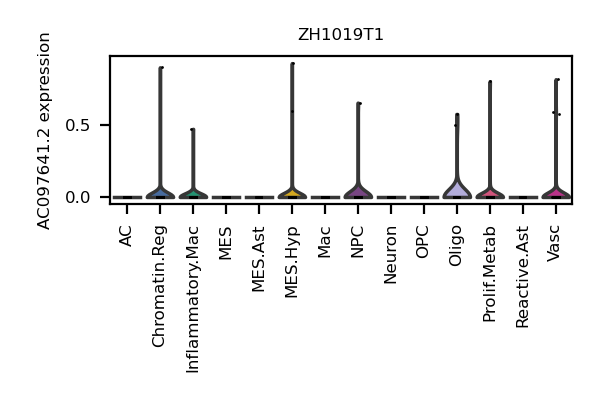 ZH1019T1
AC097641.2 expression
0.5
0.0
AC
Chromatin.Reg
Inflammatory.Mac
MES
MES.Ast
MES.Hyp
Mac
NPC
Neuron
OPC
Oligo
Prolif.Metab
Reactive.Ast
Vasc